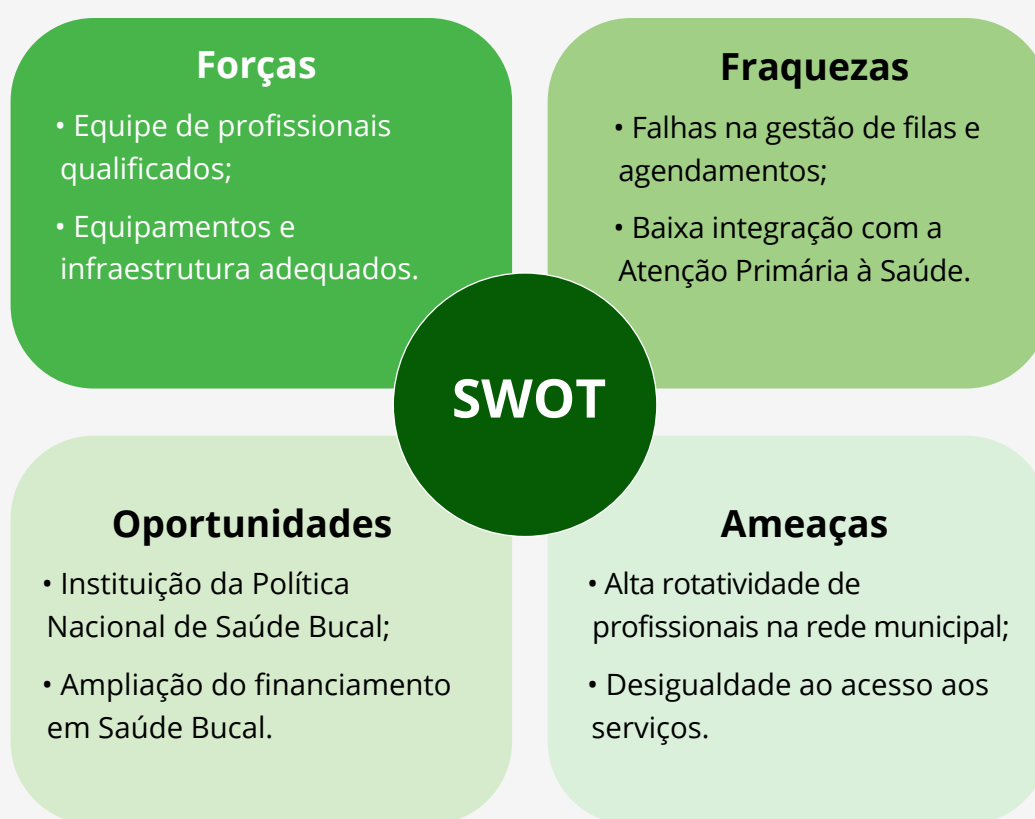 Forças
• Equipe de profissionais
qualificados;
• Equipamentos e
infraestrutura adequados.
Fraquezas
• Falhas na gestão de filas e
agendamentos;
• Baixa integração com a
Atenção Primária à Saúde.
SWOT
Oportunidades
• Instituição da Política
Nacional de Saúde Bucal;
• Ampliação do financiamento
em Saúde Bucal.
Ameaças
• Alta rotatividade de
profissionais na rede municipal;
• Desigualdade ao acesso aos
serviços.